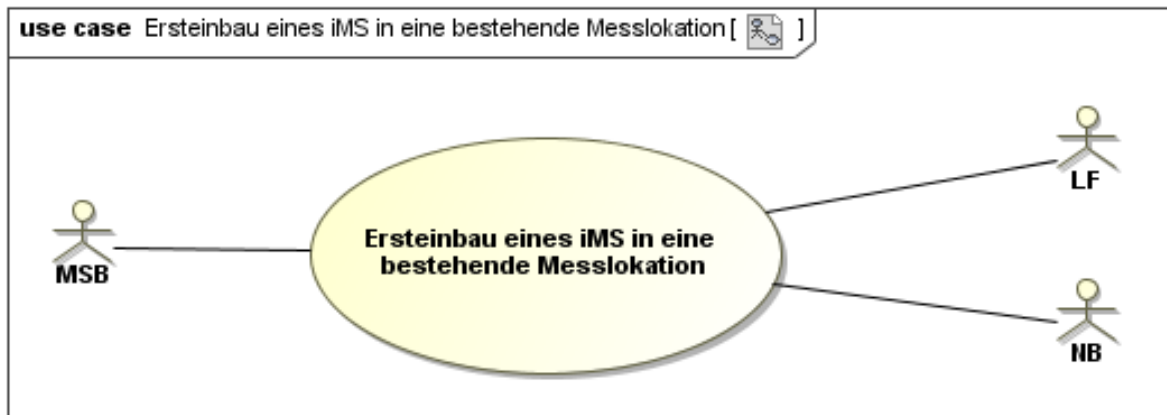 use case Ersteinbau eines iMS in eine bestehende Messlokation [ ]
LF
Ersteinbau eines iMS in eine
bestehende Messlokation
MSB
NB